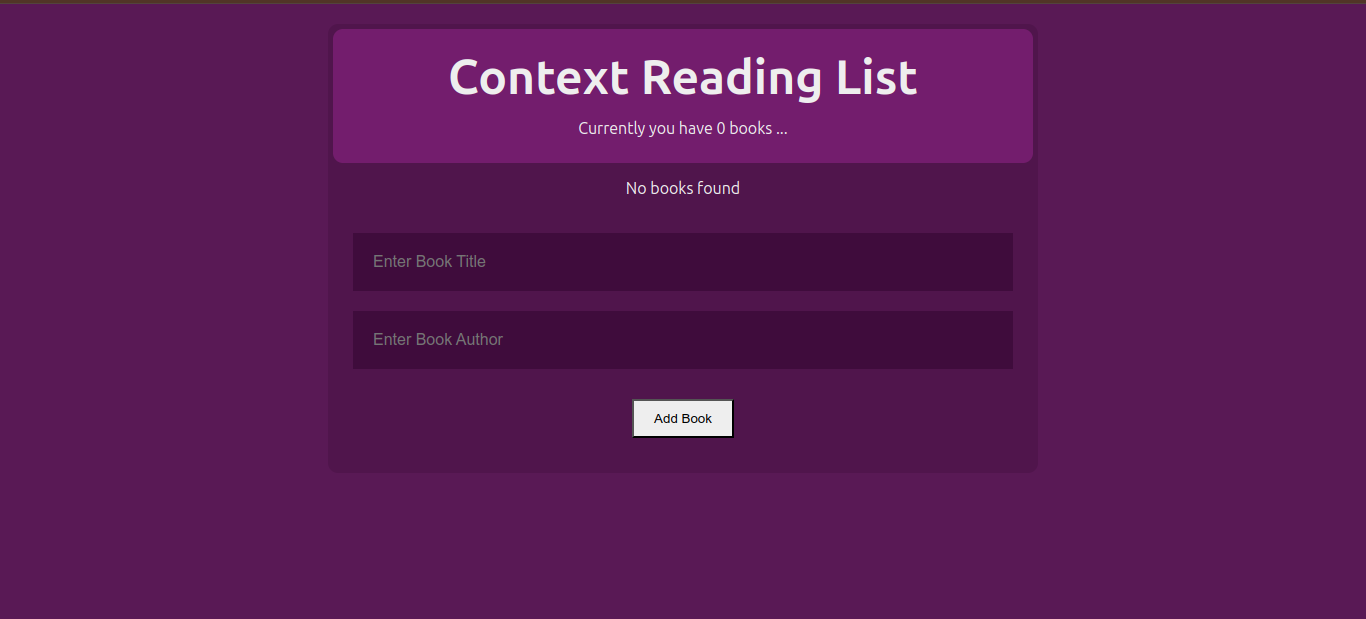 Context Reading List
Currently you have 0 books ...
No books found
Enter Book Title
Enter Book Author
Add Book